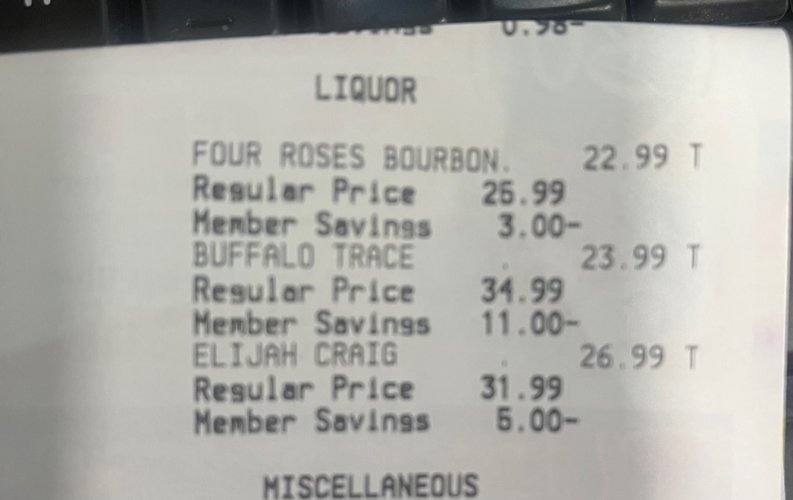 0.98-
LIQUOR
FOUR ROSES BOURBON. 22.99 T
Regular Price 25.99
Member Savings 3.00-
BUFFALO TRACE . 23.99 T
Regular Price 34.99
Member Savings 11.00-
ELIJAH CRAIG . 26.99 T
Regular Price 31.99
Member Savings 5.00-
MISCELLANEOUS